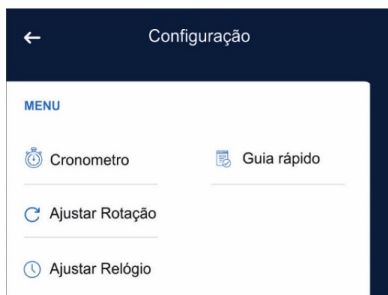 Configuração
MENU
Cronometro
Guia rápido
Ajustar Rotação
Ajustar Relógio